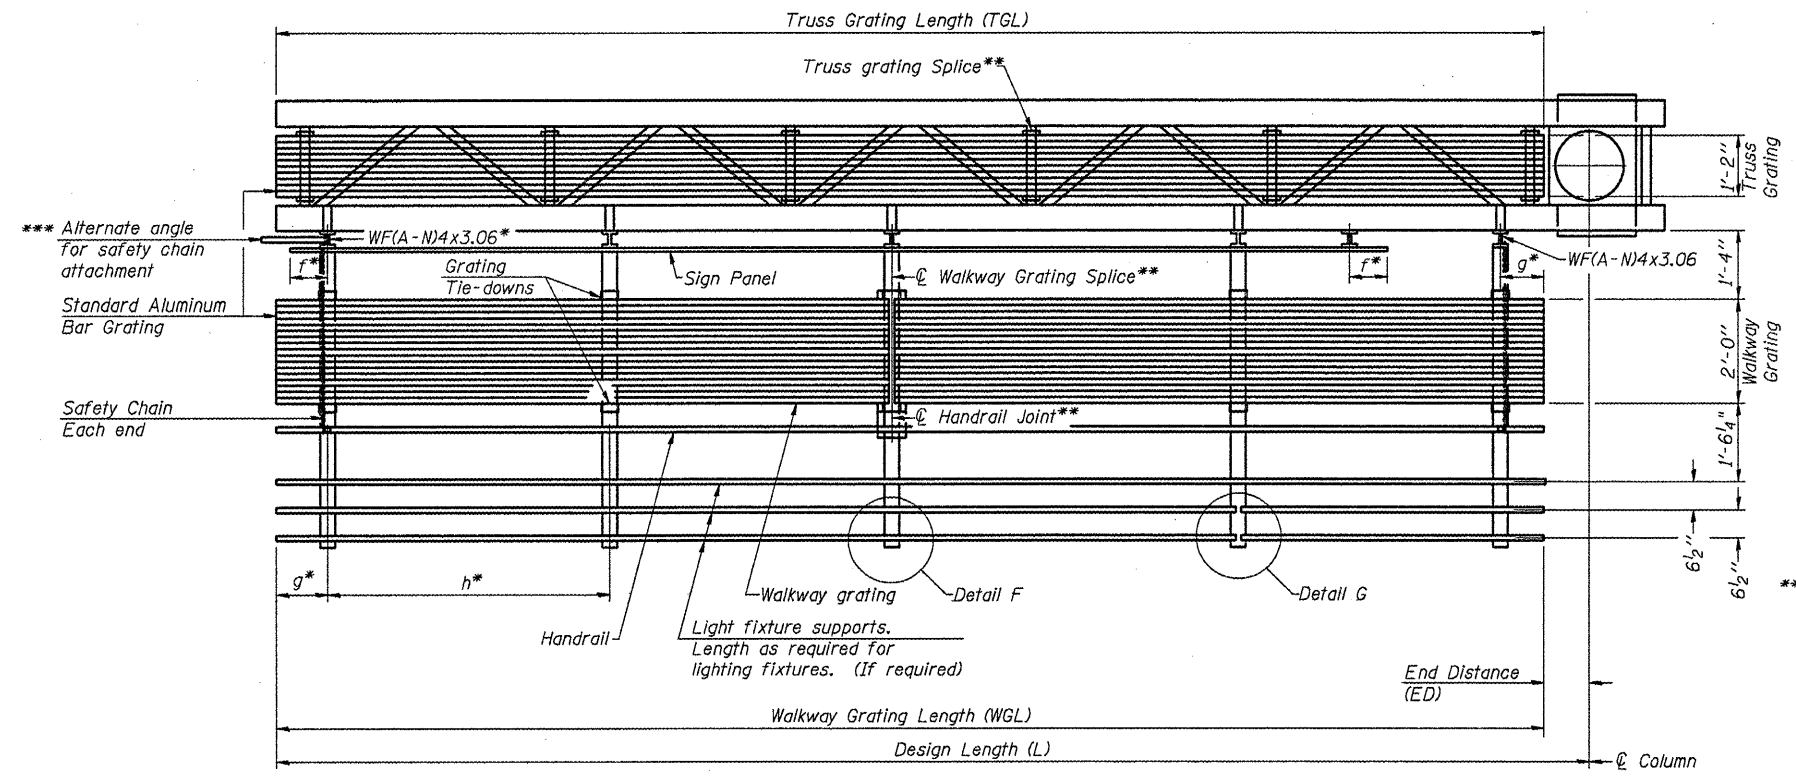 Truss Grating Length (TGL)
Truss grating Splice**
1'-2"
Truss
Grating
*** Alternate angle
for safety chain
attachment
WF(A-N)4x3.06*
WF(A-N)4x3.06
f*
Grating
Tie-downs
Sign Panel
℄ Walkway Grating Splice**
f*
g*
1'-4"
Standard Aluminum
Bar Grating
2'-0"
Walkway
Grating
Safety Chain
Each end
℄ Handrail Joint**
1'-6¼"
6½"
6½"
**
g*
h*
Walkway grating
Detail F
Detail G
Handrail
Light fixture supports.
Length as required for
lighting fixtures. (If required)
End Distance
(ED)
Walkway Grating Length (WGL)
Design Length (L)
℄ Column